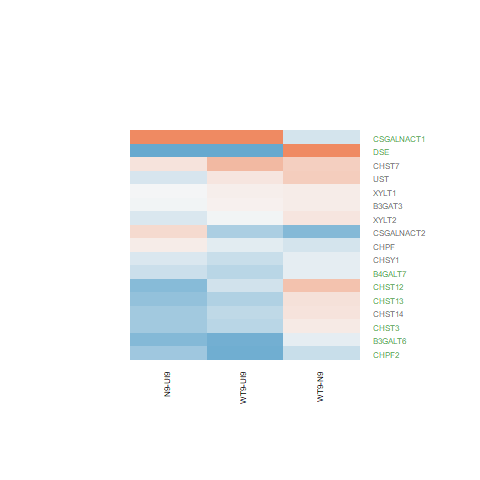 CSGALNACT1
DSE
CHST7
UST
XYLT1
B3GAT3
XYLT2
CSGALNACT2
CHPF
CHSY1
B4GALT7
CHST12
CHST13
CHST14
CHST3
B3GALT6
CHPF2
N9-U9
WT9-U9
WT9-N9